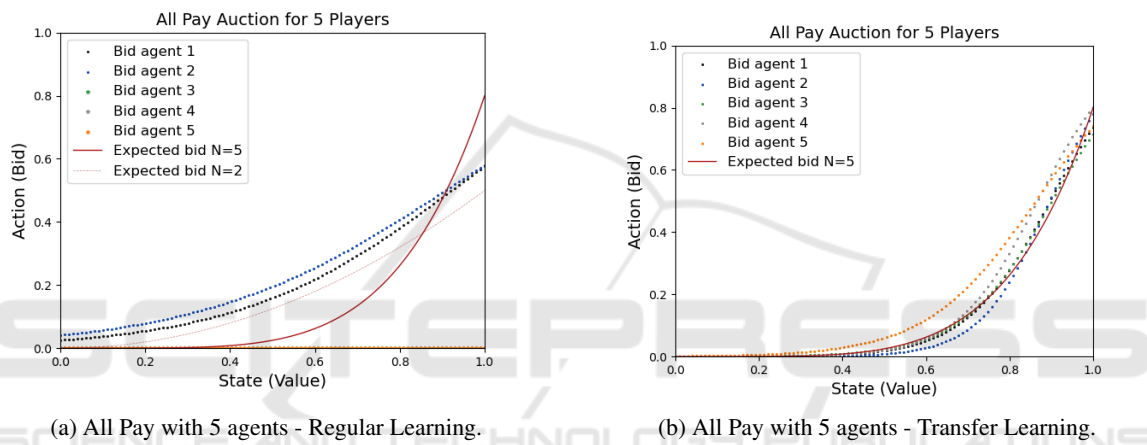 All Pay Auction for 5 Players
1.0
0.8
0.6
0.4
0.2
0.0
Action (Bid)
Bid agent 1
Bid agent 2
Bid agent 3
Bid agent 4
Bid agent 5
Expected bid N=5
Expected bid N=2
0.0 0.2 0.4 0.6 0.8 1.0
State (Value)
(a) All Pay with 5 agents - Regular Learning.
All Pay Auction for 5 Players
1.0
0.8
0.6
0.4
0.2
0.0
Action (Bid)
Bid agent 1
Bid agent 2
Bid agent 3
Bid agent 4
Bid agent 5
Expected bid N=5
0.0 0.2 0.4 0.6 0.8 1.0
State (Value)
(b) All Pay with 5 agents - Transfer Learning.